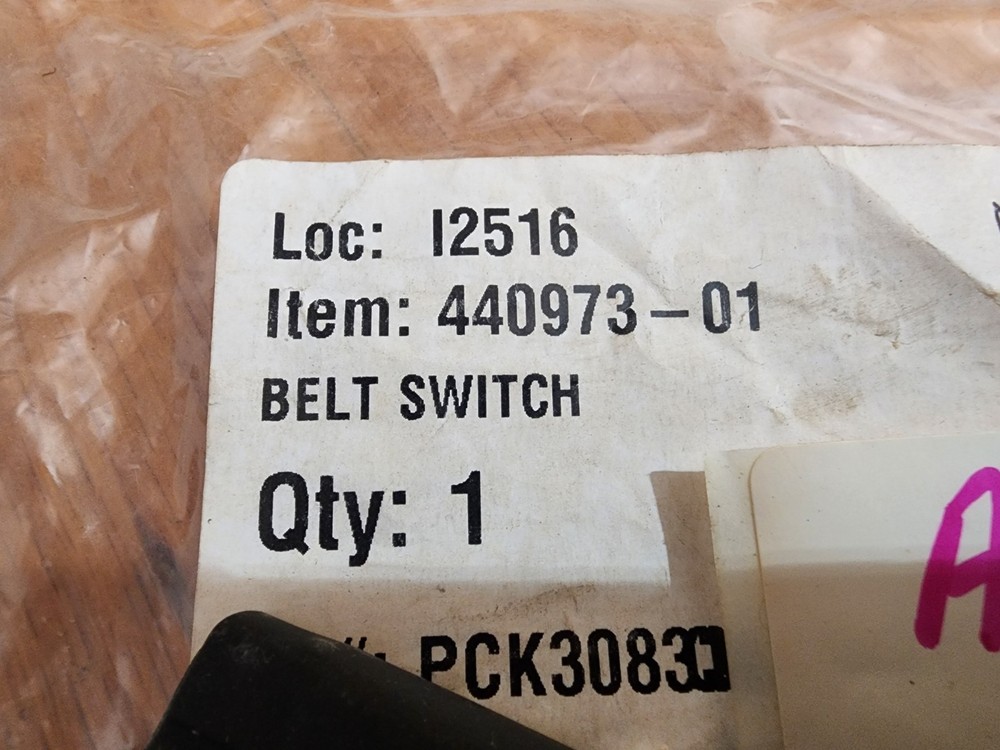 Loc: I2516
Item: 440973-01
BELT SWITCH
Qty: 1
#: PCK3083
A